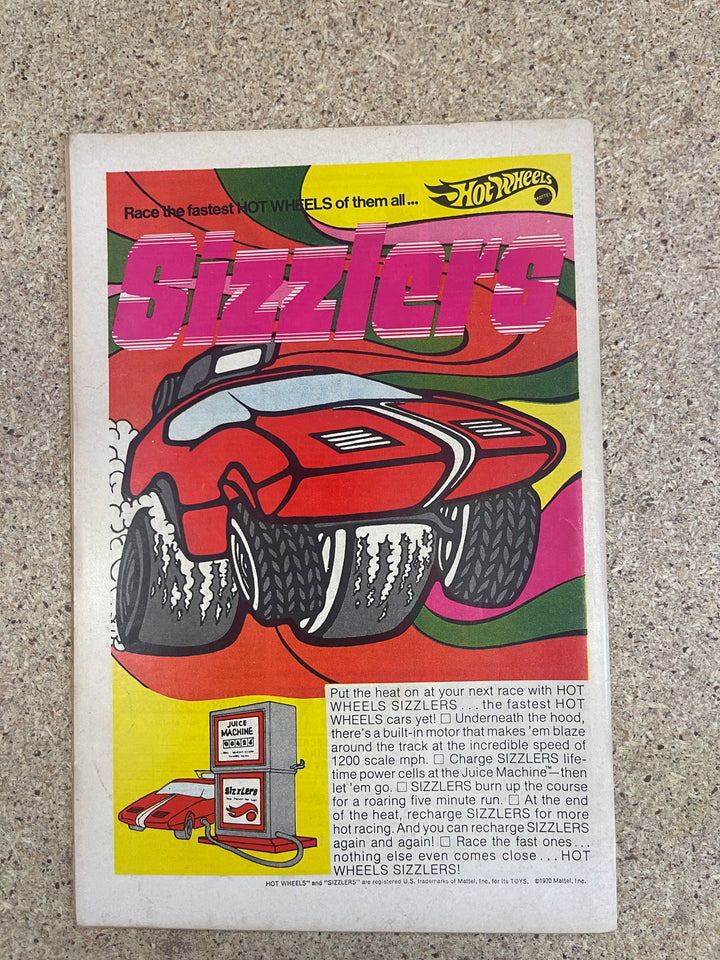 Race the fastest HOT WHEELS of them all ...
Hot Wheels
MATTEL
Sizzlers
Put the heat on at your next race with HOT
WHEELS SIZZLERS . . . the fastest HOT
WHEELS cars yet! □ Underneath the hood,
there's a built-in motor that makes 'em blaze
around the track at the incredible speed of
1200 scale mph. □ Charge SIZZLERS life-
time power cells at the Juice Machine™—then
let 'em go. □ SIZZLERS burn up the course
for a roaring five minute run. □ At the end
of the heat, recharge SIZZLERS for more
hot racing. And you can recharge SIZZLERS
again and again! □ Race the fast ones...
nothing else even comes close... HOT
WHEELS SIZZLERS!
JUICE
MACHINE
Sizzlers
HOT WHEELS" and "SIZZLERS" are registered U.S. trademarks of Mattel, Inc. for its TOYS. ©1970 Mattel, Inc.